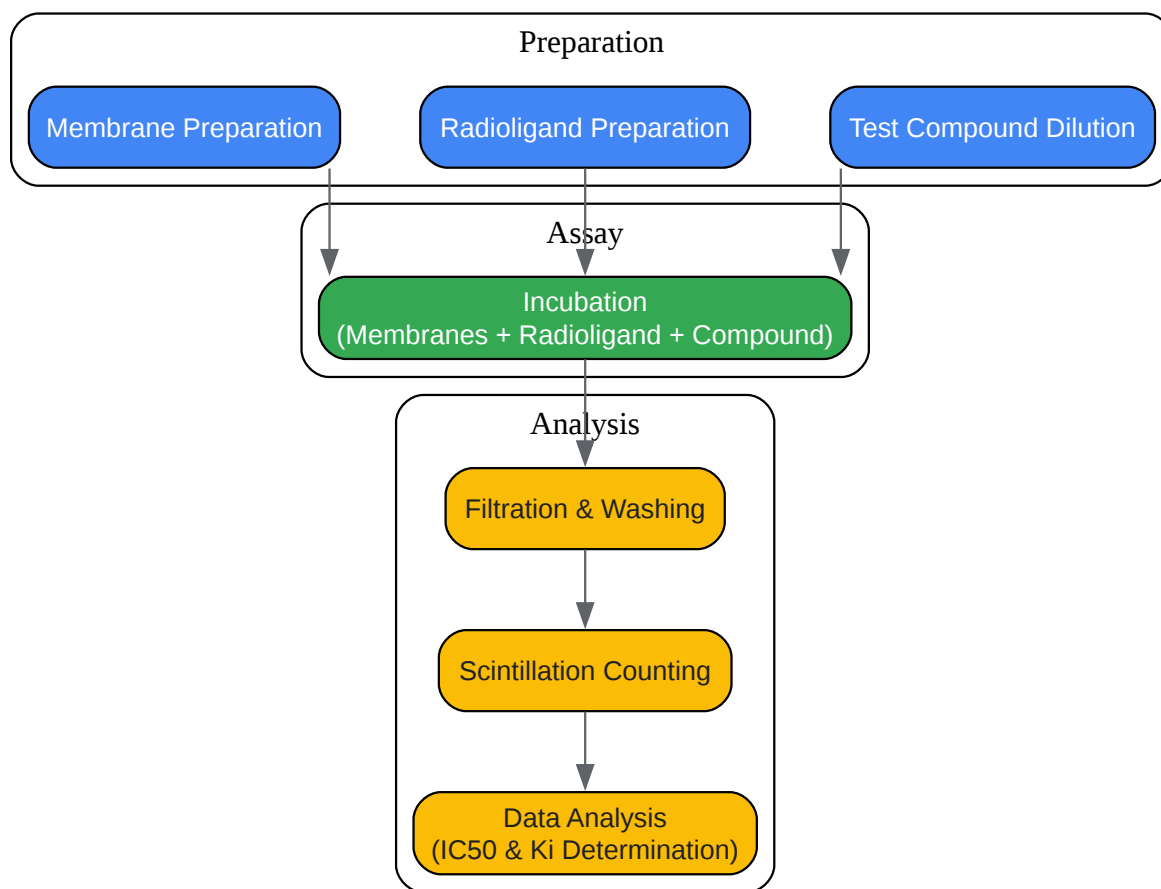 Preparation
Membrane Preparation
Radioligand Preparation
Test Compound Dilution
Assay
Incubation
(Membranes + Radioligand + Compound)
Analysis
Filtration & Washing
Scintillation Counting
Data Analysis
(IC50 & Ki Determination)